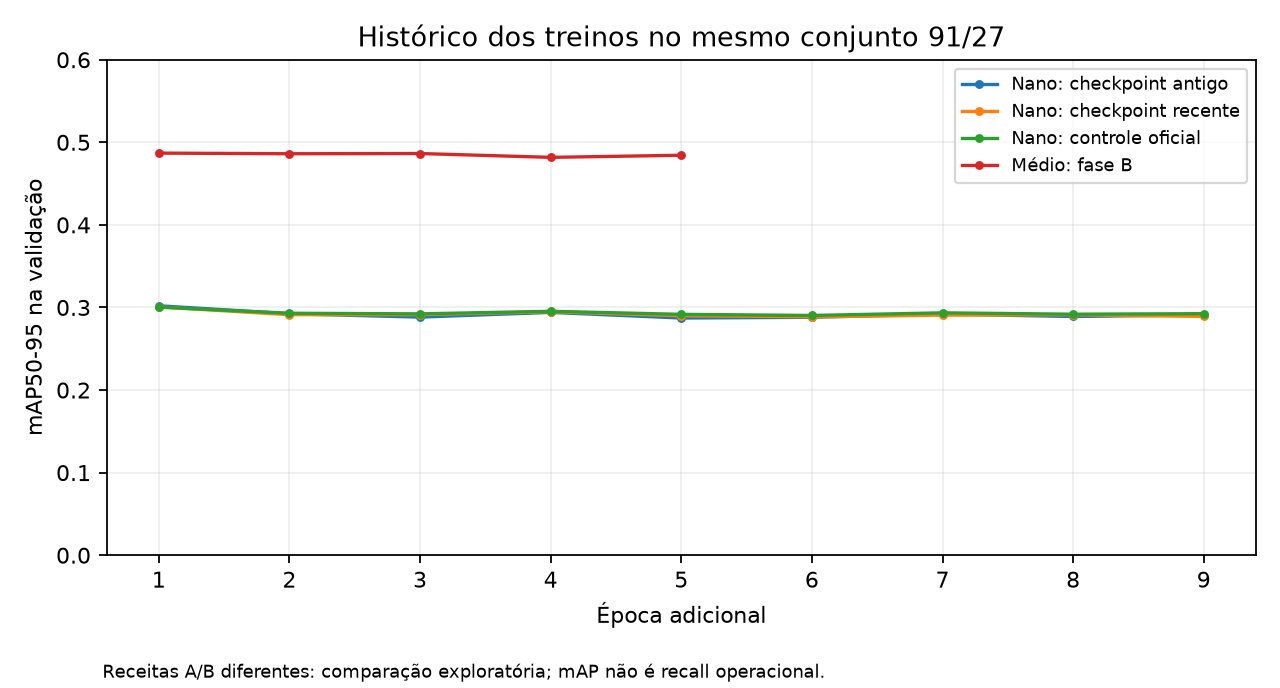 Histórico dos treinos no mesmo conjunto 91/27
Nano: checkpoint antigo
Nano: checkpoint recente
Nano: controle oficial
Médio: fase B
mAP50-95 na validação
0.6
0.5
0.4
0.3
0.2
0.1
0.0
1 2 3 4 5 6 7 8 9
Época adicional
Receitas A/B diferentes: comparação exploratória; mAP não é recall operacional.